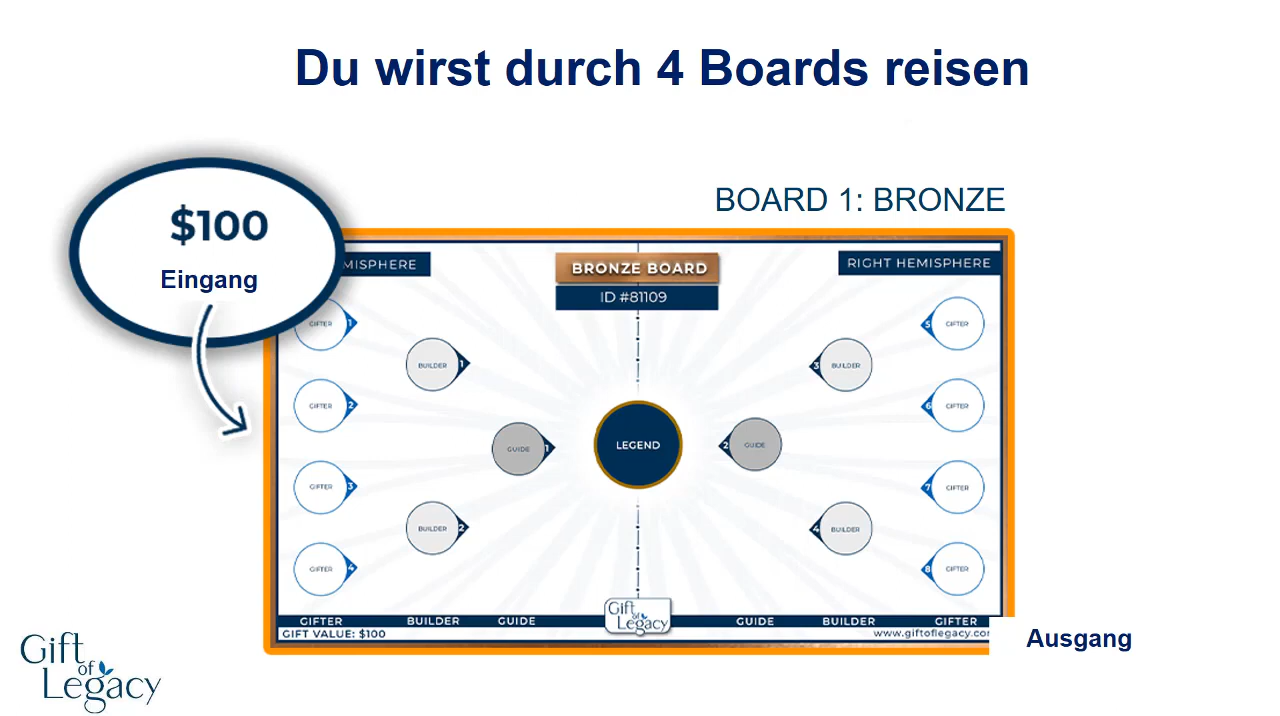 Du wirst durch 4 Boards reisen
BOARD 1: BRONZE
$100
Eingang
MISPHERE
BRONZE BOARD
ID #81109
RIGHT HEMISPHERE
GIFTER 1
BUILDER 1
GIFTER 2
GUIDE 1
GIFTER 3
BUILDER 2
GIFTER 4
LEGEND
5 GIFTER
3 BUILDER
6 GIFTER
2 GUIDE
7 GIFTER
4 BUILDER
8 GIFTER
GIFTER BUILDER GUIDE
Gift of Legacy
GUIDE BUILDER GIFTER
GIFT VALUE: $100
www.giftoflegacy.com
Ausgang
Gift
of
Legacy